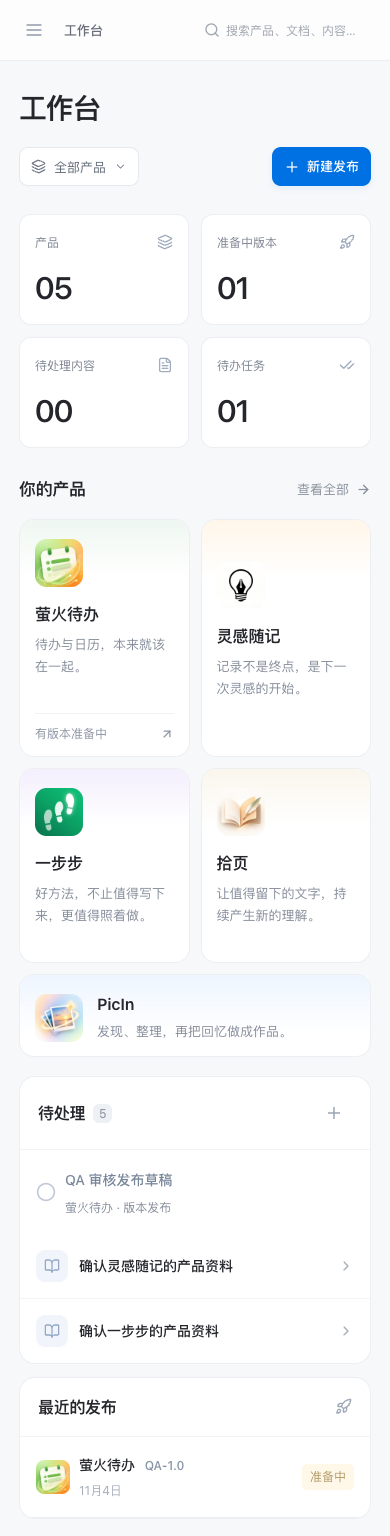 工作台
搜索产品、文档、内容...
工作台
全部产品
新建发布
产品
05
准备中版本
01
待处理内容
00
待办任务
01
你的产品
查看全部
萤火待办
待办与日历，本来就该
在一起。
有版本准备中
灵感随记
记录不是终点，是下一
次灵感的开始。
一步步
好方法，不止值得写下
来，更值得照着做。
拾页
让值得留下的文字，持
续产生新的理解。
PicIn
发现、整理，再把回忆做成作品。
待处理 5
QA 审核发布草稿
萤火待办 · 版本发布
确认灵感随记的产品资料
确认一步步的产品资料
最近的发布
萤火待办 QA-1.0
11月4日
准备中